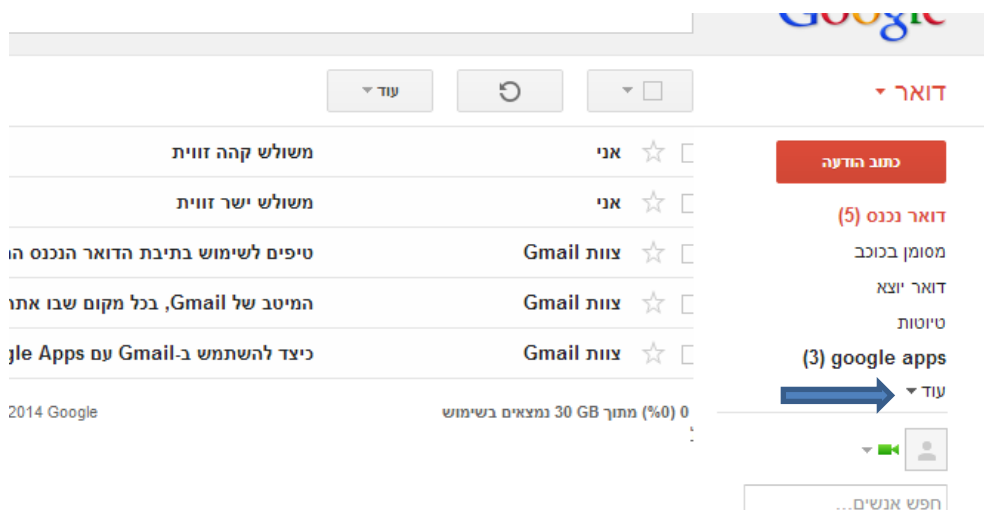 Google
דואר
עוד
כתוב הודעה
דואר נכנס (5)
מסומן בכוכב
דואר יוצא
טיוטות
google apps (3)
עוד
חפש אנשים...
אני משולש קהה זווית
אני משולש ישר זווית
צוות Gmail טיפים לשימוש בתיבת הדואר הנכנס
צוות Gmail המיטב של Gmail, בכל מקום שבו
צוות Gmail כיצד להשתמש ב-Gmail עם Google Apps
0 (0%) מתוך 30 GB נמצאים בשימוש
2014 Google